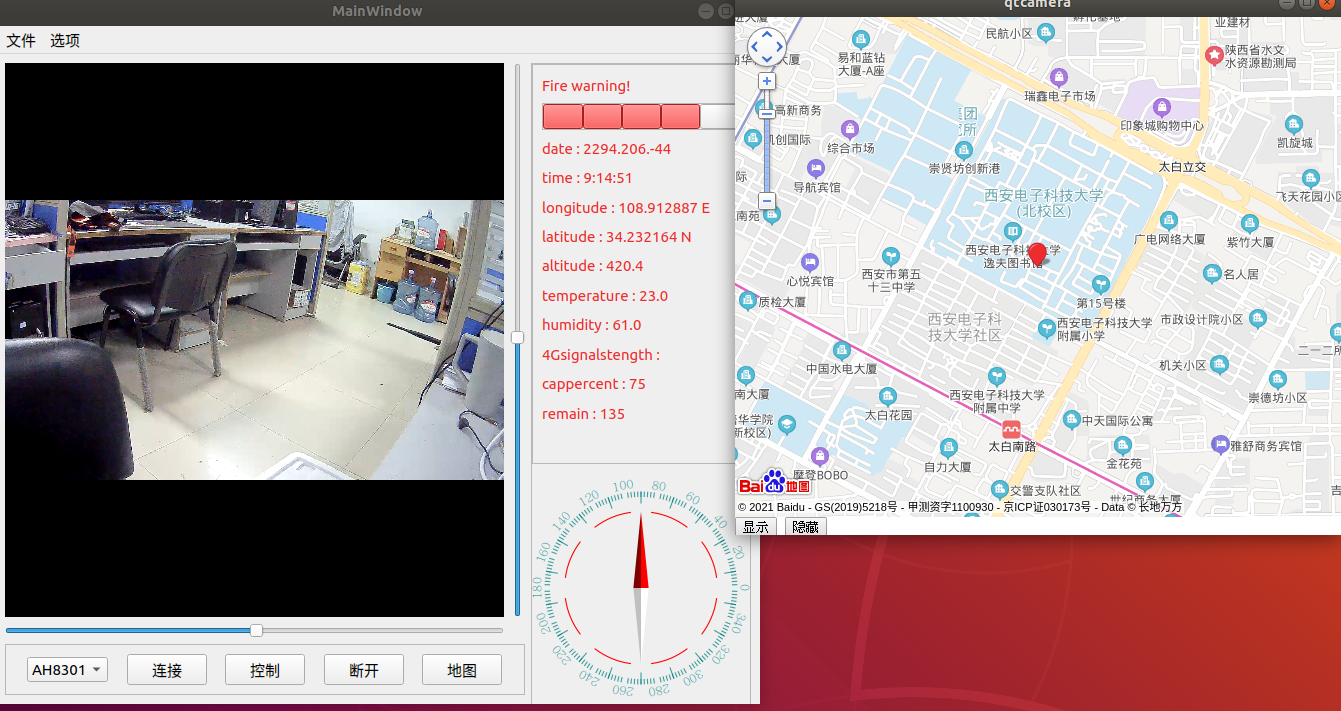 MainWindow
文件 选项
Fire warning!
date : 2294.206.-44
time : 9:14:51
longitude : 108.912887 E
latitude : 34.232164 N
altitude : 420.4
temperature : 23.0
humidity : 61.0
4Gsignalstength :
cappercent : 75
remain : 135
0
20
40
60
80
100
120
140
160
180
200
220
240
260
280
300
320
340
AH8301
连接
控制
断开
地图
qtcamera
民航小区
业建材
易和蓝钻
大厦-A座
陕西省水文
水资源勘测局
瑞鑫电子市场
高新商务
印象城购物中心
凯旋城
机创国际
综合市场
崇贤坊创新港
太白立交
导航宾馆
西安电子科技大学
(北校区)
飞天花园小区
南苑
广电网络大厦
紫竹大厦
西安电子科技大学
逸夫图书馆
心悦宾馆
西安市第五
十三中学
名人居
质检大厦
第15号楼
西安电子科
技大学社区
西安电子科技大学
附属小学
市政设计院小区
中国水电大厦
机关小区
二一二所
南大厦
西安电子科技大学
附属中学
崇德坊小区
太白花园
中天国际公寓
太白南路
雅舒商务宾馆
自力大厦
金花苑
摩登BOBO
交警支队社区
世纪商务大厦
Bai du 地图
© 2021 Baidu - GS(2019)5218号 - 甲测资字1100930 - 京ICP证030173号 - Data © 长地万方
显示
隐藏